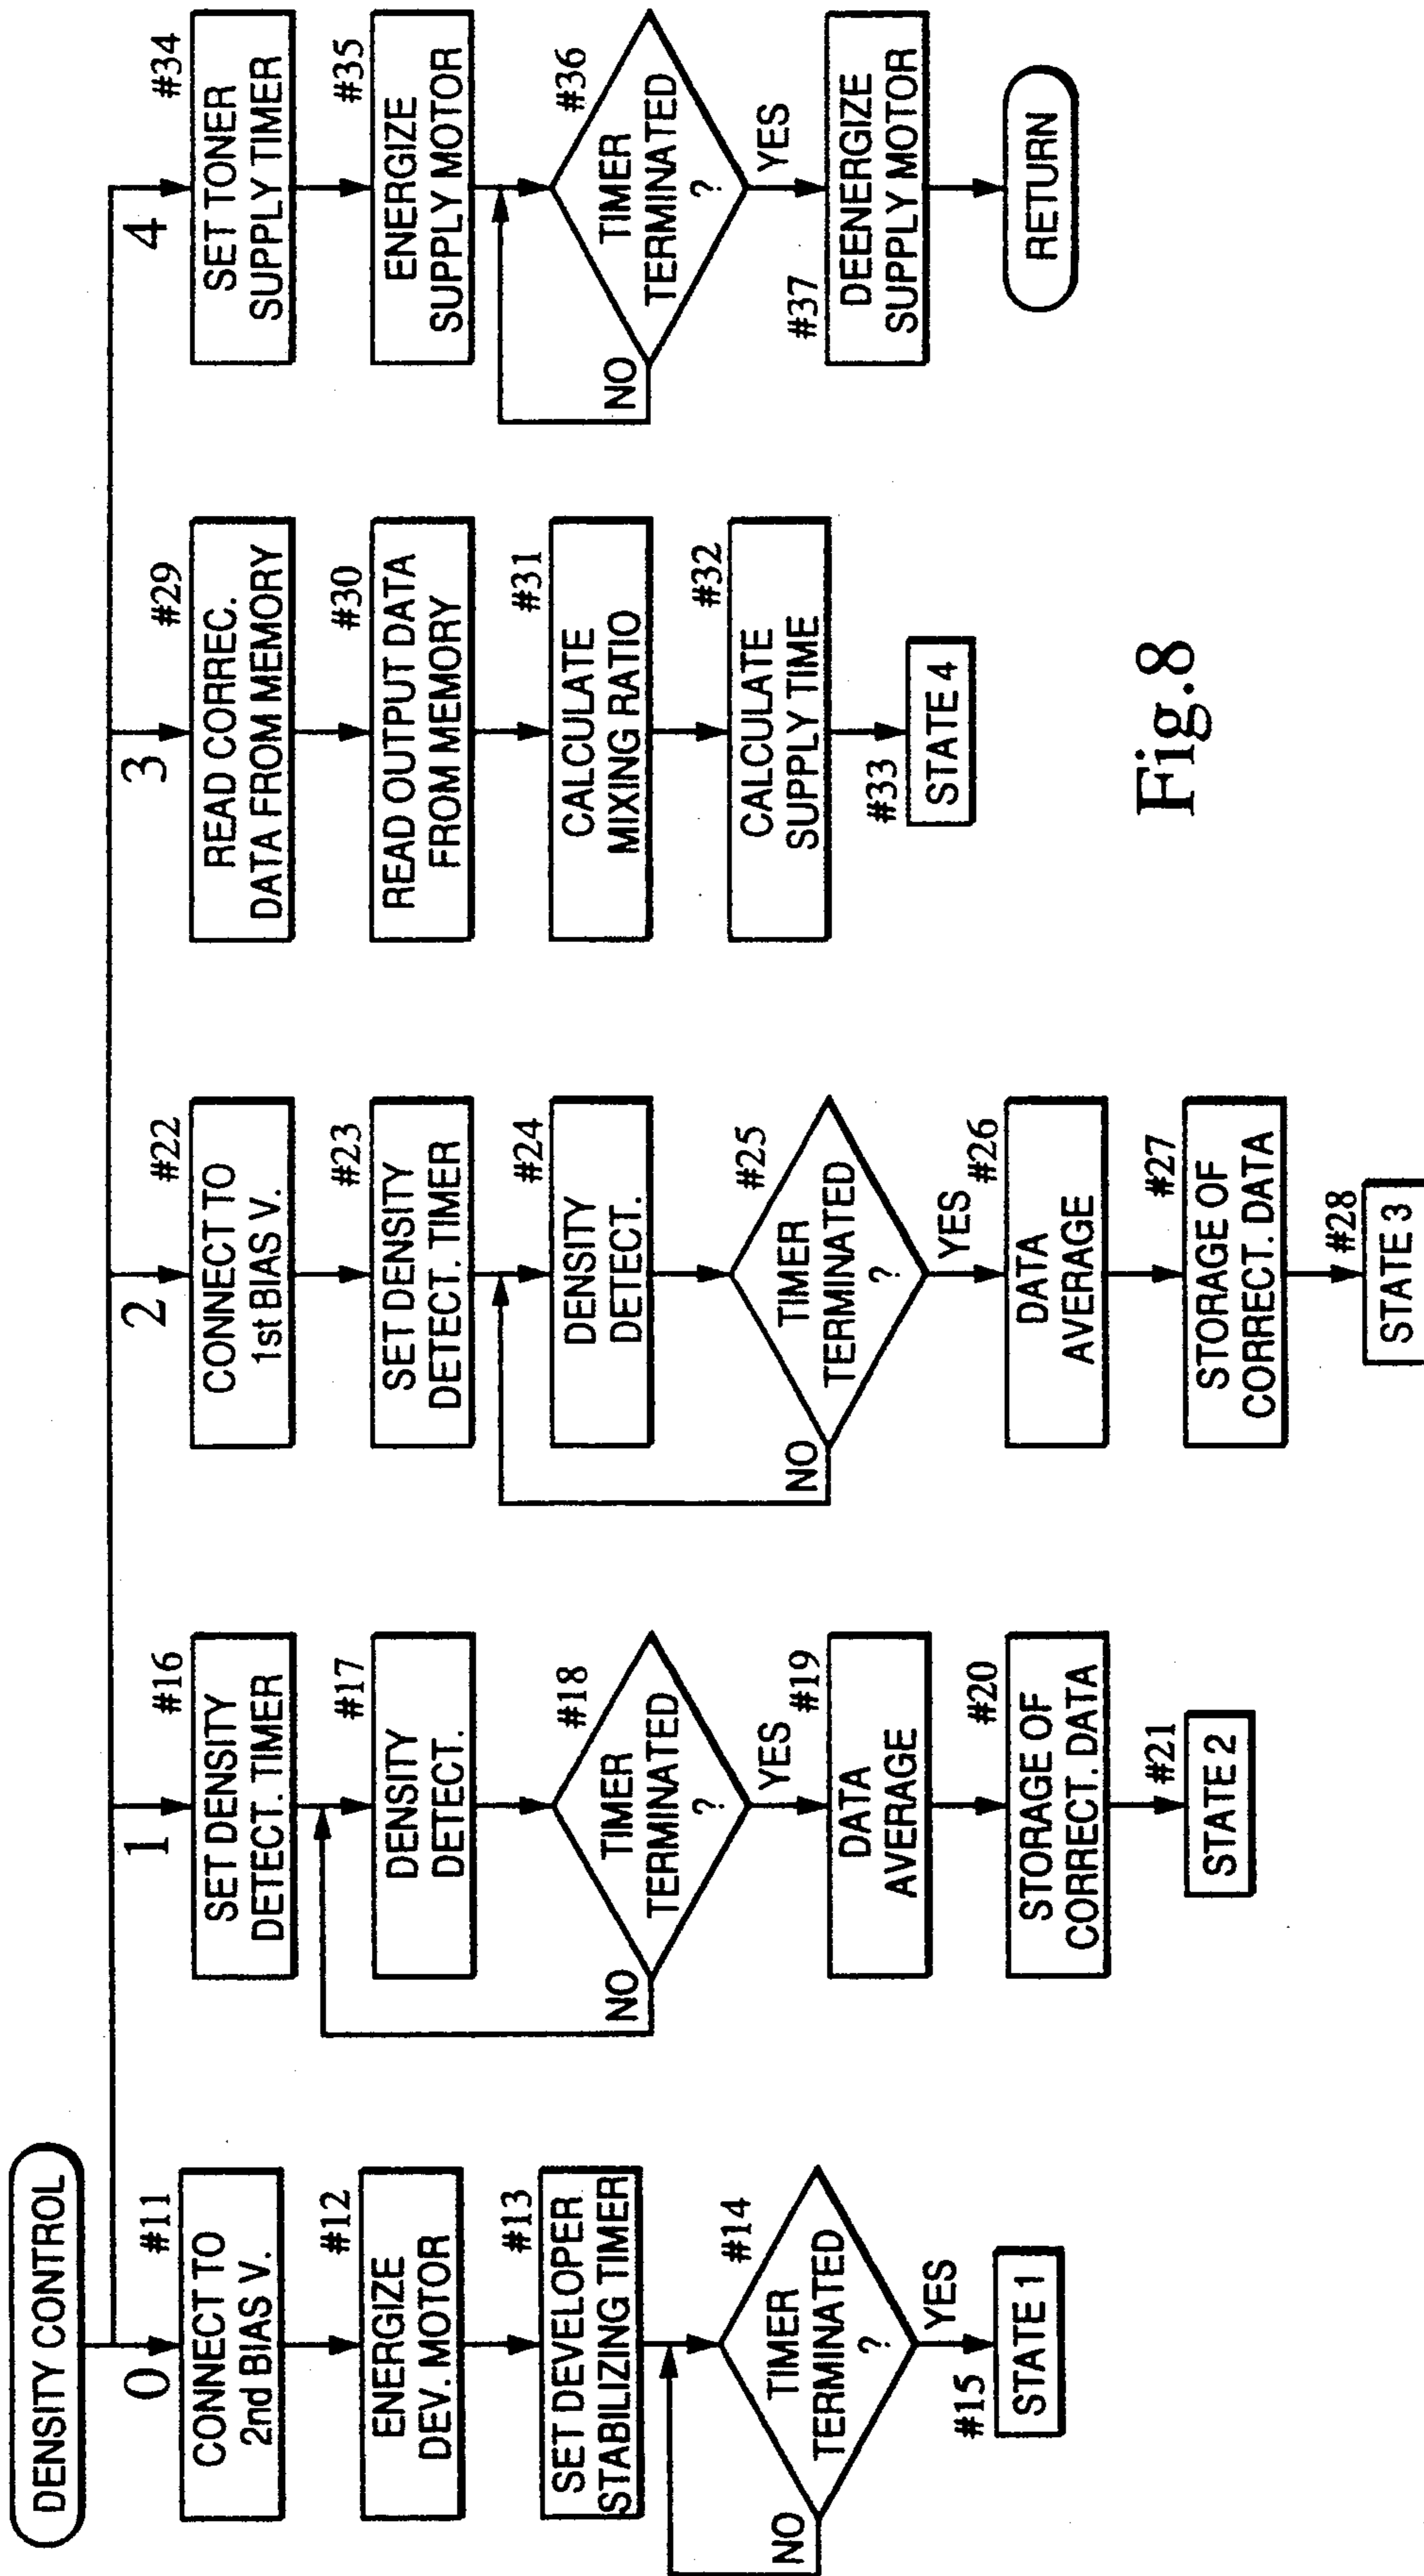 DENSITY CONTROL
0
#11
CONNECT TO
2nd BIAS V.
#12
ENERGIZE
DEV. MOTOR
#13
SET DEVELOPER
STABILIZING TIMER
#14
TIMER
TERMINATED
?
NO
YES
#15
STATE 1
1
#16
SET DENSITY
DETECT. TIMER
#17
DENSITY
DETECT.
#18
TIMER
TERMINATED
?
NO
YES
#19
DATA
AVERAGE
#20
STORAGE OF
CORRECT. DATA
#21
STATE 2
2
#22
CONNECT TO
1st BIAS V.
#23
SET DENSITY
DETECT. TIMER
#24
DENSITY
DETECT.
#25
TIMER
TERMINATED
?
NO
YES
#26
DATA
AVERAGE
#27
STORAGE OF
CORRECT. DATA
#28
STATE 3
3
#29
READ CORREC.
DATA FROM MEMORY
#30
READ OUTPUT DATA
FROM MEMORY
#31
CALCULATE
MIXING RATIO
#32
CALCULATE
SUPPLY TIME
#33
STATE 4
4
#34
SET TONER
SUPPLY TIMER
#35
ENERGIZE
SUPPLY MOTOR
#36
TIMER
TERMINATED
?
NO
YES
#37
DEENERGIZE
SUPPLY MOTOR
RETURN
Fig.8